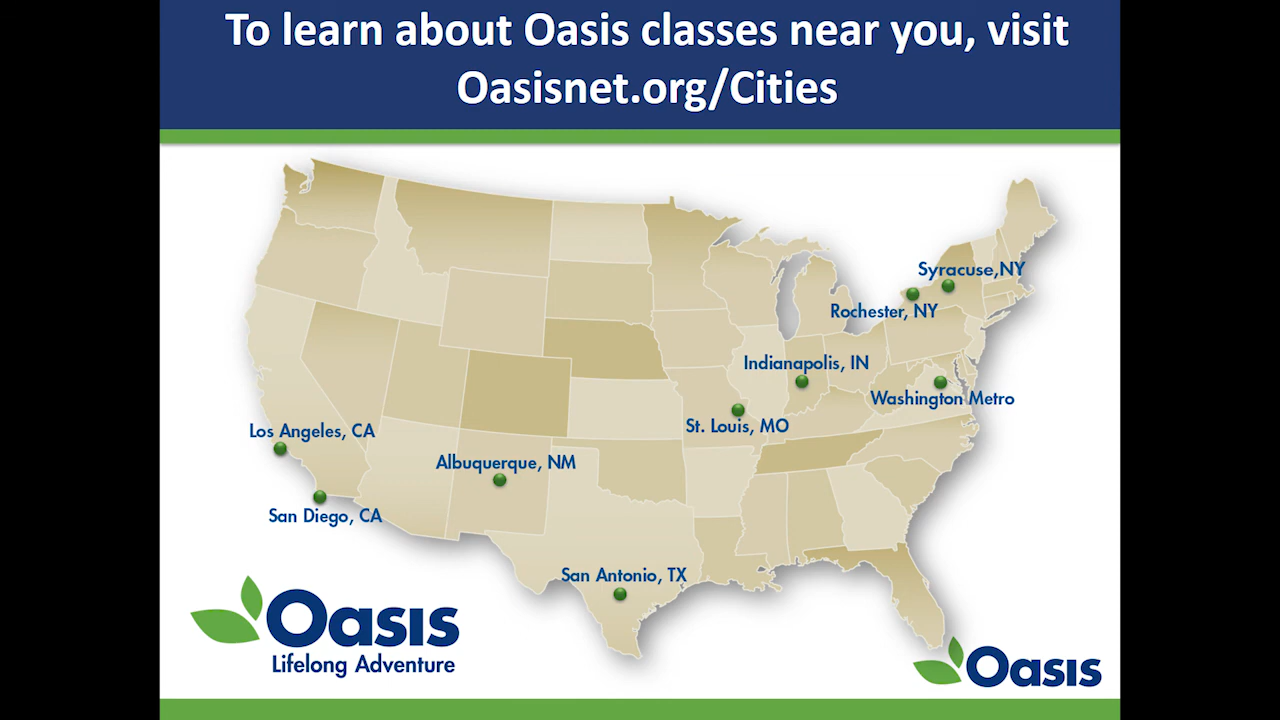 To learn about Oasis classes near you, visit
Oasisnet.org/Cities
Syracuse,NY
Rochester, NY
Indianapolis, IN
Washington Metro
St. Louis, MO
Los Angeles, CA
Albuquerque, NM
San Diego, CA
San Antonio, TX
Oasis
Lifelong Adventure
Oasis